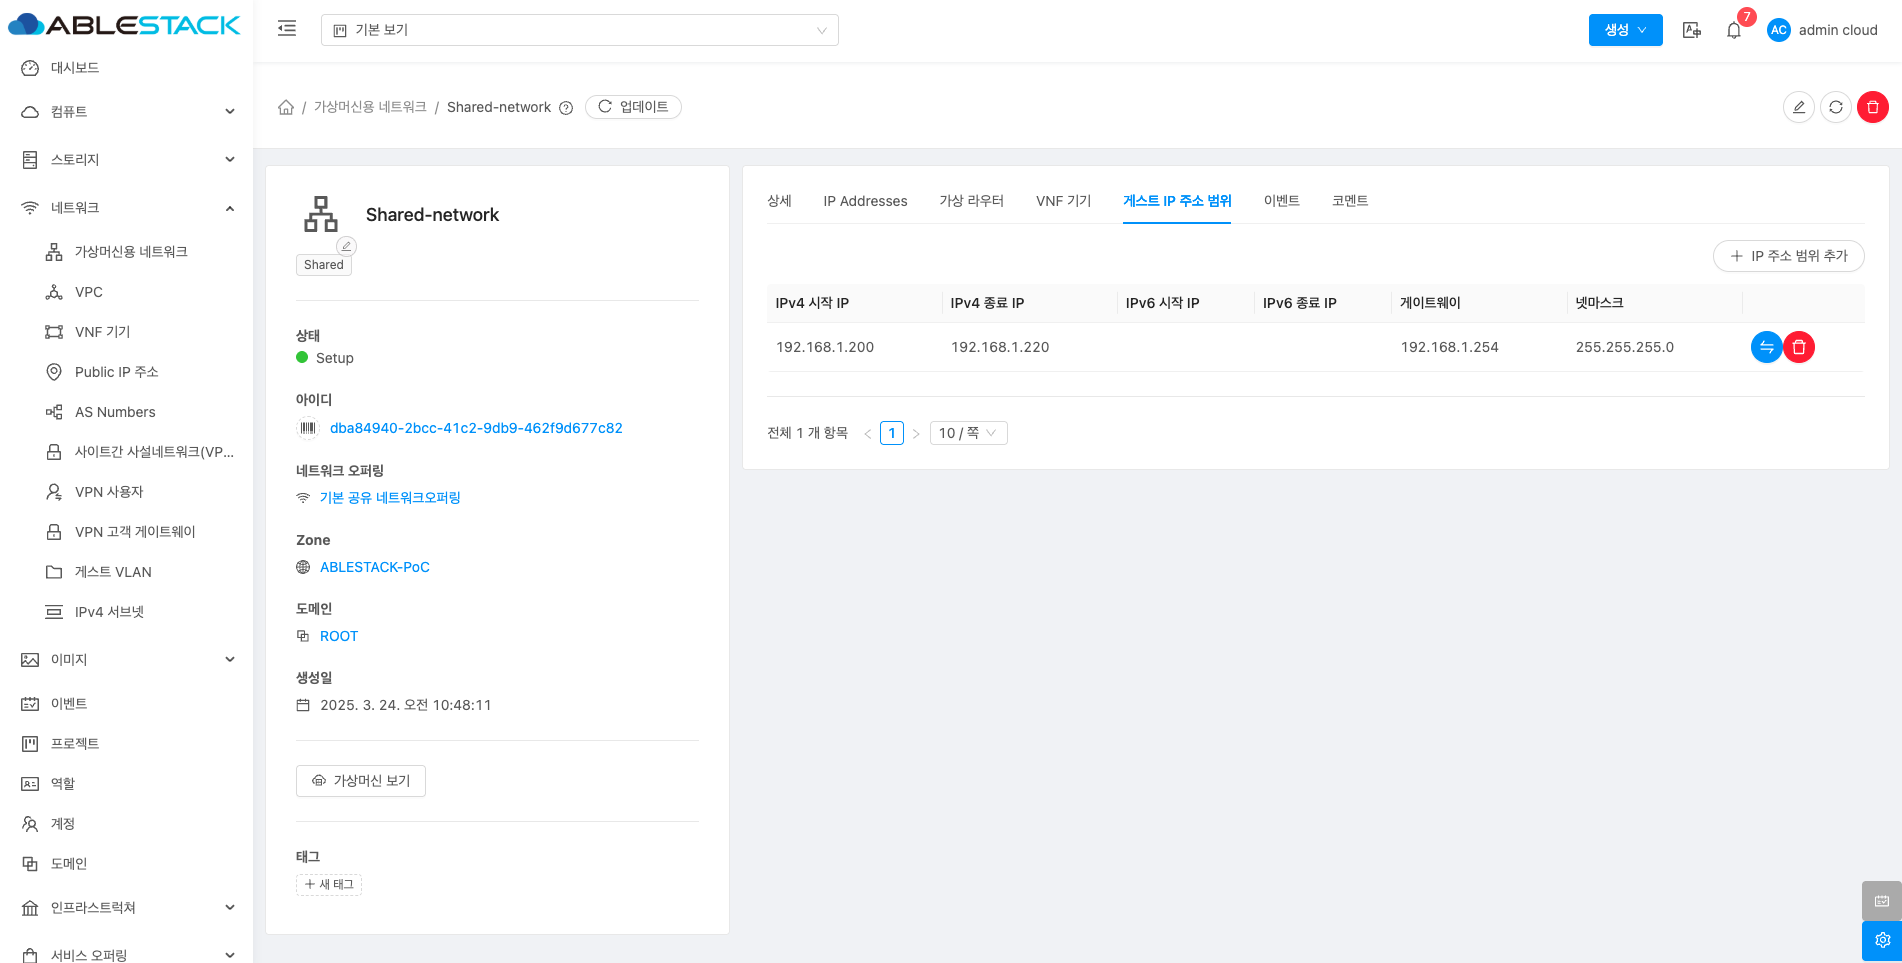 ABLESTACK
기본 보기
생성
7
AC
admin cloud
대시보드
컴퓨트
스토리지
네트워크
가상머신용 네트워크
VPC
VNF 기기
Public IP 주소
AS Numbers
사이트간 사설네트워크(VP...
VPN 사용자
VPN 고객 게이트웨이
게스트 VLAN
IPv4 서브넷
이미지
이벤트
프로젝트
역할
계정
도메인
인프라스트럭쳐
서비스 오퍼링
/ 가상머신용 네트워크 / Shared-network
업데이트
Shared-network
Shared
상태
Setup
아이디
dba84940-2bcc-41c2-9db9-462f9d677c82
네트워크 오퍼링
기본 공유 네트워크오퍼링
Zone
ABLESTACK-PoC
도메인
ROOT
생성일
2025. 3. 24. 오전 10:48:11
가상머신 보기
태그
+ 새 태그
상세 IP Addresses 가상 라우터 VNF 기기 게스트 IP 주소 범위 이벤트 코멘트
+ IP 주소 범위 추가
IPv4 시작 IP IPv4 종료 IP IPv6 시작 IP IPv6 종료 IP 게이트웨이 넷마스크
192.168.1.200 192.168.1.220 192.168.1.254 255.255.255.0
전체 1 개 항목 < 1 > 10 / 쪽